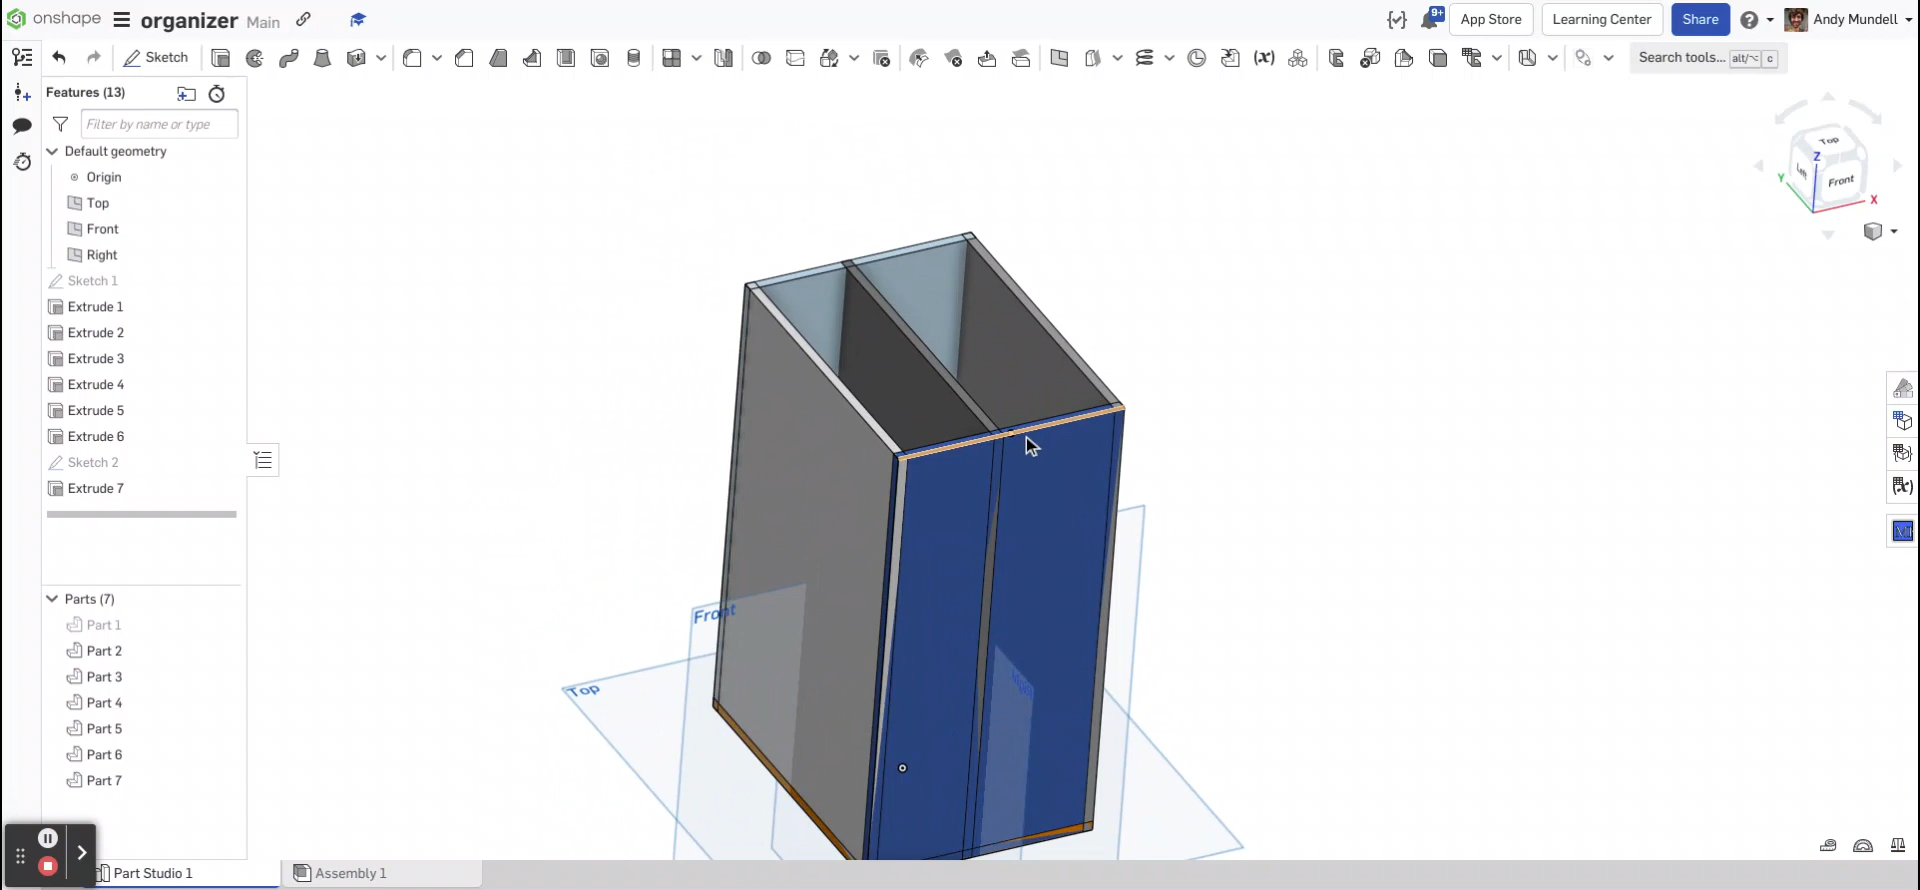 onshape organizer Main 9+ App Store Learning Center Share Andy Mundell
Sketch (x) Search tools... alt/⌥ c
Features (13)
Filter by name or type
Default geometry
Origin
Top
Front
Right
Sketch 1
Extrude 1
Extrude 2
Extrude 3
Extrude 4
Extrude 5
Extrude 6
Sketch 2
Extrude 7
Parts (7)
Part 1
Part 2
Part 3
Part 4
Part 5
Part 6
Part 7
Top
Left
Front
Z
Y
X
Front
Top
(x)
Part Studio 1 Assembly 1